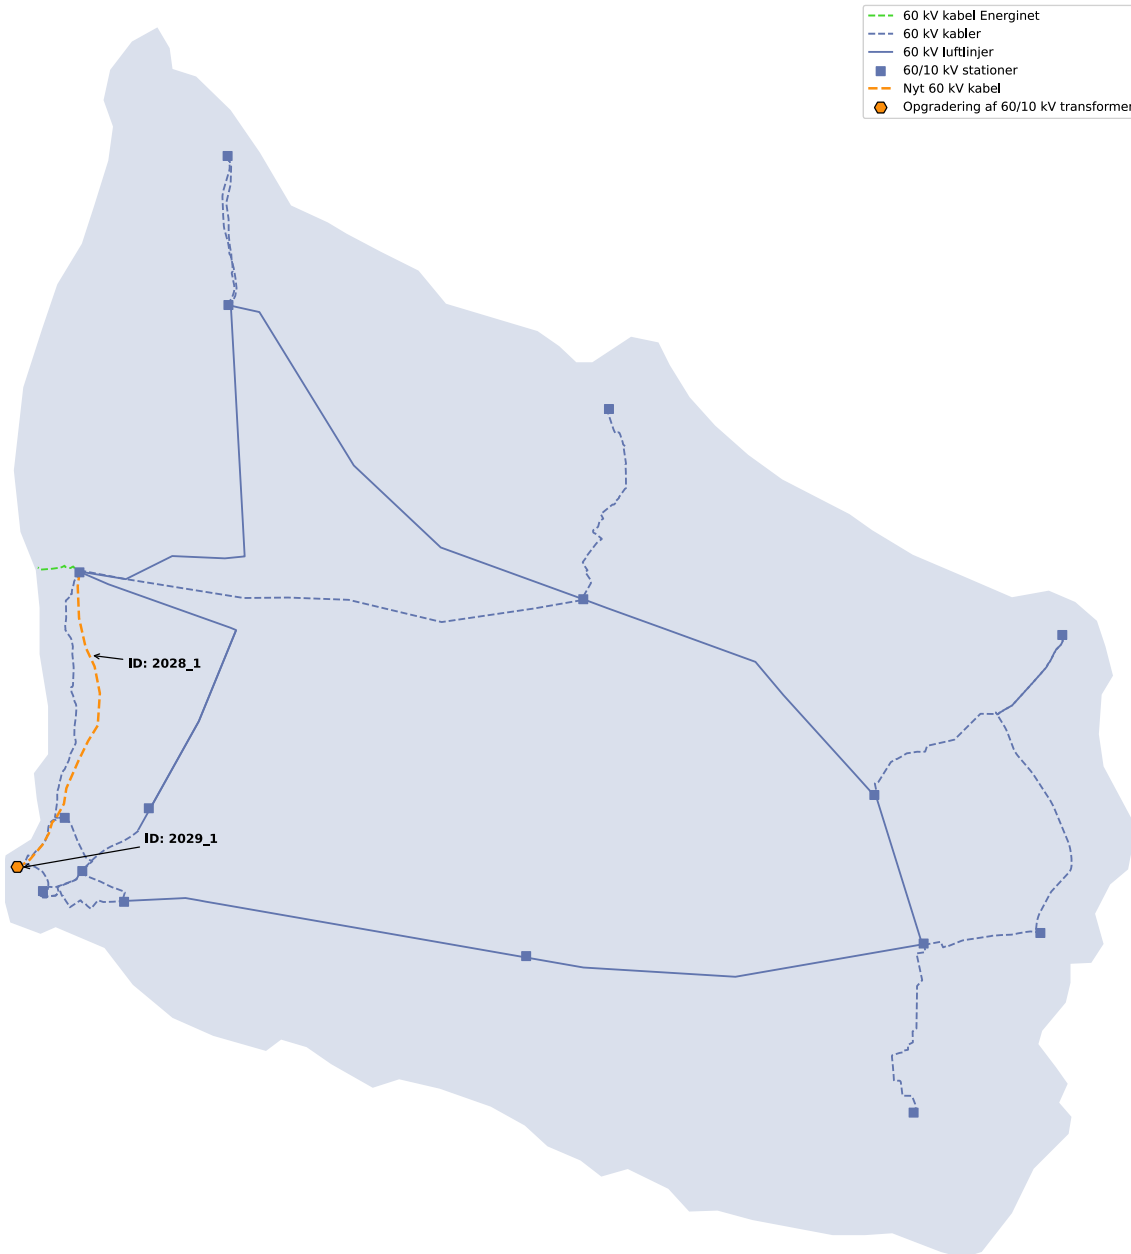 60 kV kabel Energinet
60 kV kabler
60 kV luftlinjer
60/10 kV stationer
Nyt 60 kV kabel
Opgradering af 60/10 kV transformer
ID: 2028_1
ID: 2029_1